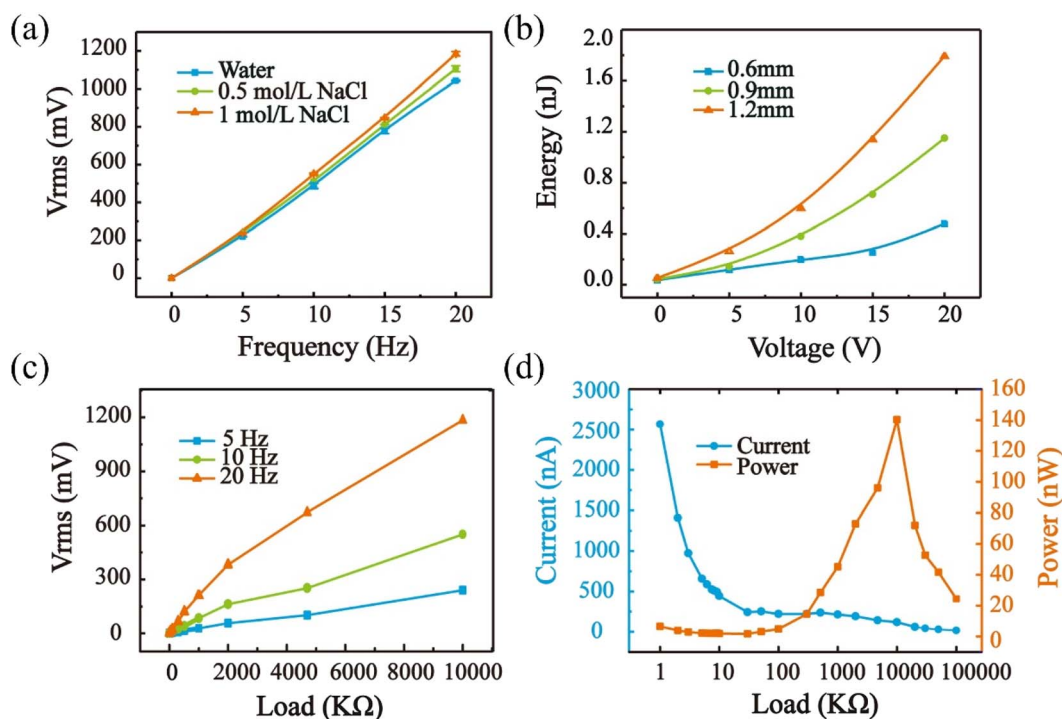 (a)
Vrms (mV)
1200
1000
800
600
400
200
0
Water
0.5 mol/L NaCl
1 mol/L NaCl
0 5 10 15 20
Frequency (Hz)
(b)
Energy (nJ)
2.0
1.6
1.2
0.8
0.4
0.0
0.6mm
0.9mm
1.2mm
0 5 10 15 20
Voltage (V)
(c)
Vrms (mV)
1200
900
600
300
0
5 Hz
10 Hz
20 Hz
0 2000 4000 6000 8000 10000
Load (KΩ)
(d)
Current (nA)
3000
2500
2000
1500
1000
500
0
Current
Power
160
140
120
100
80
60
40
20
0
Power (nW)
1 10 100 1000 10000 100000
Load (KΩ)